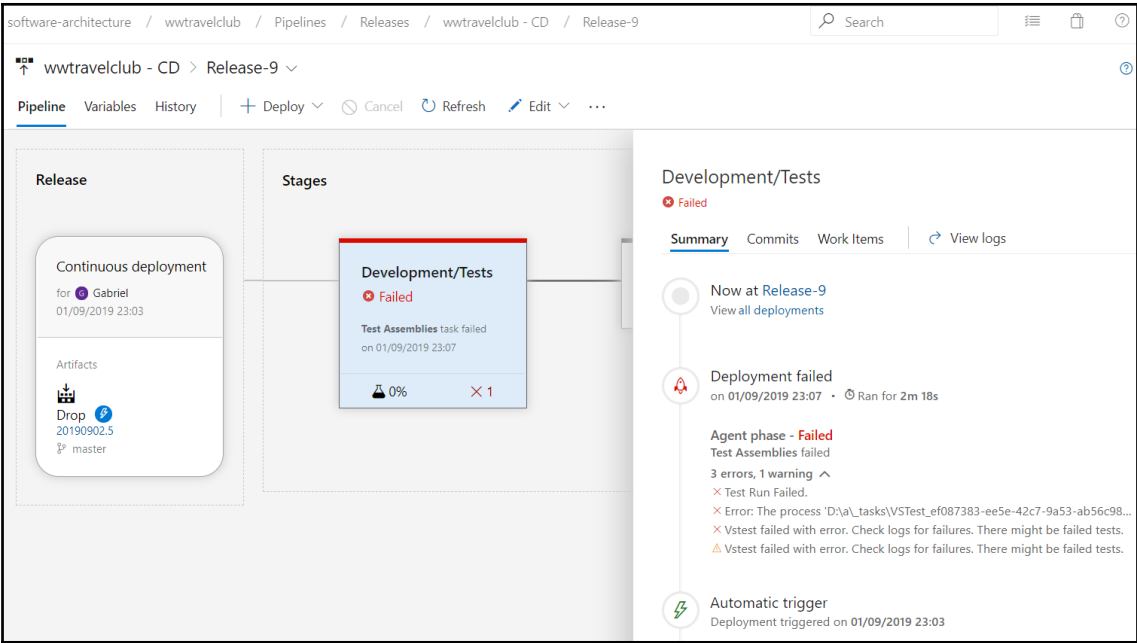 software-architecture / wwtravelclub / Pipelines / Releases / wwtravelclub - CD / Release-9
Search
wwtravelclub - CD > Release-9
Pipeline Variables History + Deploy Cancel Refresh Edit ...
Release
Continuous deployment
for G Gabriel
01/09/2019 23:03
Artifacts
Drop
20190902.5
master
Stages
Development/Tests
Failed
Test Assemblies task failed
on 01/09/2019 23:07
0% 1
Development/Tests
Failed
Summary Commits Work Items View logs
Now at Release-9
View all deployments
Deployment failed
on 01/09/2019 23:07 • Ran for 2m 18s
Agent phase - Failed
Test Assemblies failed
3 errors, 1 warning
Test Run Failed.
Error: The process 'D:\a\_tasks\VSTest_ef087383-ee5e-42c7-9a53-ab56c98...
Vstest failed with error. Check logs for failures. There might be failed tests.
Vstest failed with error. Check logs for failures. There might be failed tests.
Automatic trigger
Deployment triggered on 01/09/2019 23:03